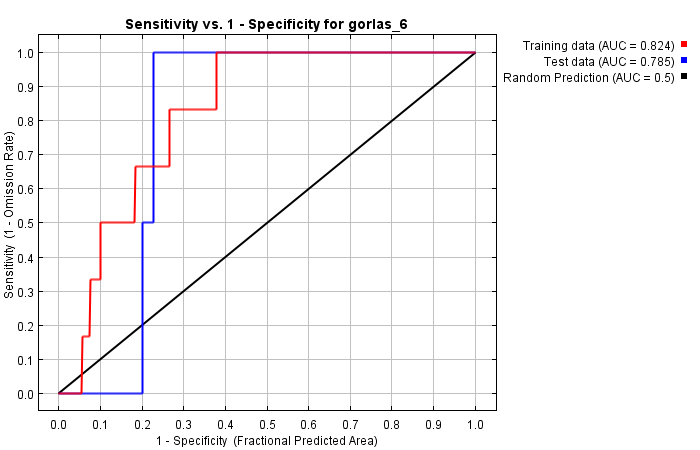 Sensitivity vs. 1 - Specificity for gorlas_6
Training data (AUC = 0.824)
Test data (AUC = 0.785)
Random Prediction (AUC = 0.5)
Sensitivity (1 - Omission Rate)
1.0
0.9
0.8
0.7
0.6
0.5
0.4
0.3
0.2
0.1
0.0
0.0 0.1 0.2 0.3 0.4 0.5 0.6 0.7 0.8 0.9 1.0
1 - Specificity (Fractional Predicted Area)